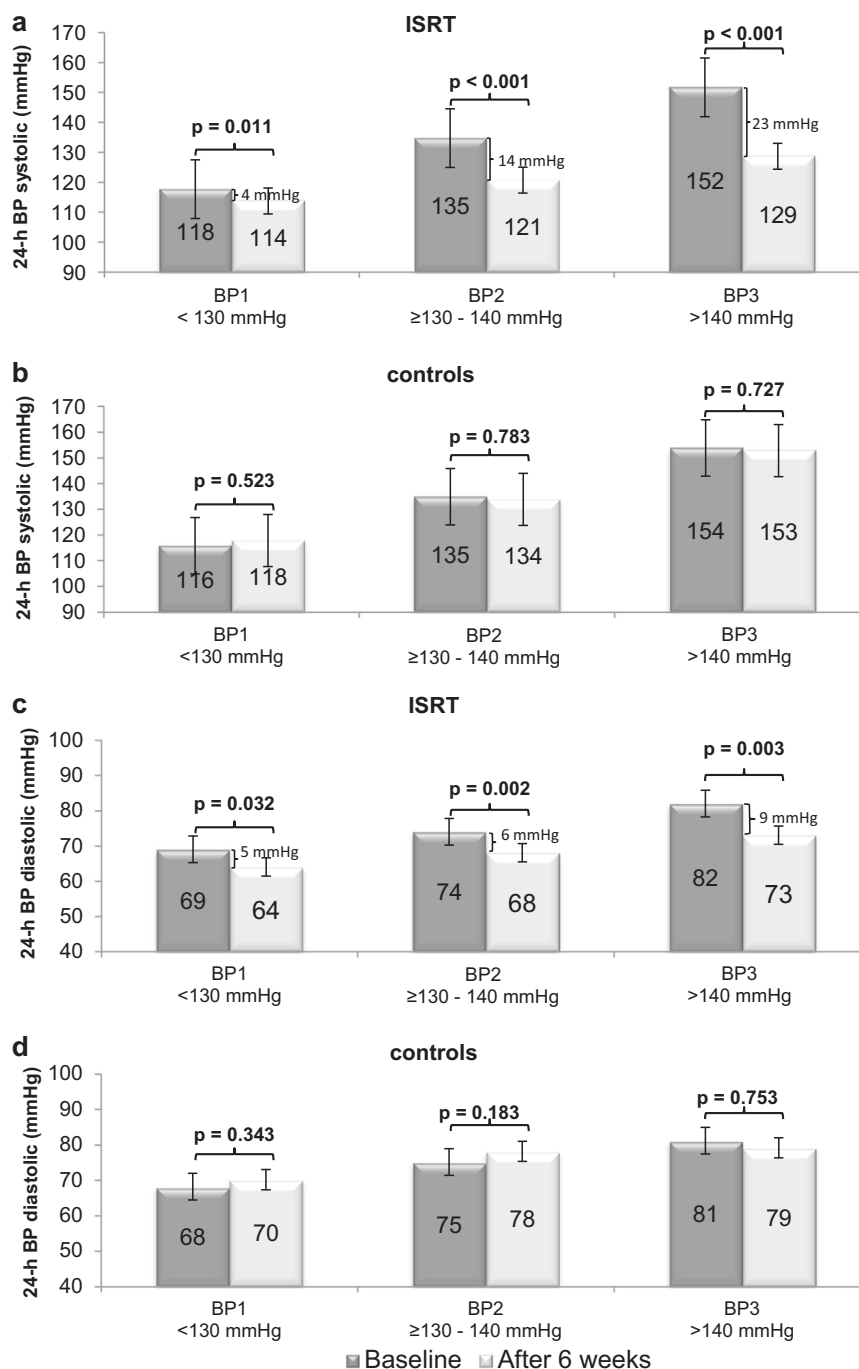 a
ISRT
24-h BP systolic (mmHg)
170
160
150
140
130
120
110
100
90
p = 0.011
p < 0.001
p < 0.001
4 mmHg
14 mmHg
23 mmHg
118
114
135
121
152
129
BP1
< 130 mmHg
BP2
≥130 - 140 mmHg
BP3
>140 mmHg
b
controls
24-h BP systolic (mmHg)
170
160
150
140
130
120
110
100
90
p = 0.523
p = 0.783
p = 0.727
116
118
135
134
154
153
BP1
<130 mmHg
BP2
≥130 - 140 mmHg
BP3
>140 mmHg
c
ISRT
24-h BP diastolic (mmHg)
100
90
80
70
60
50
40
p = 0.032
p = 0.002
p = 0.003
5 mmHg
6 mmHg
9 mmHg
69
64
74
68
82
73
BP1
<130 mmHg
BP2
≥130 - 140 mmHg
BP3
>140 mmHg
d
controls
24-h BP diastolic (mmHg)
100
90
80
70
60
50
40
p = 0.343
p = 0.183
p = 0.753
68
70
75
78
81
79
BP1
<130 mmHg
BP2
≥130 - 140 mmHg
BP3
>140 mmHg
Baseline
After 6 weeks